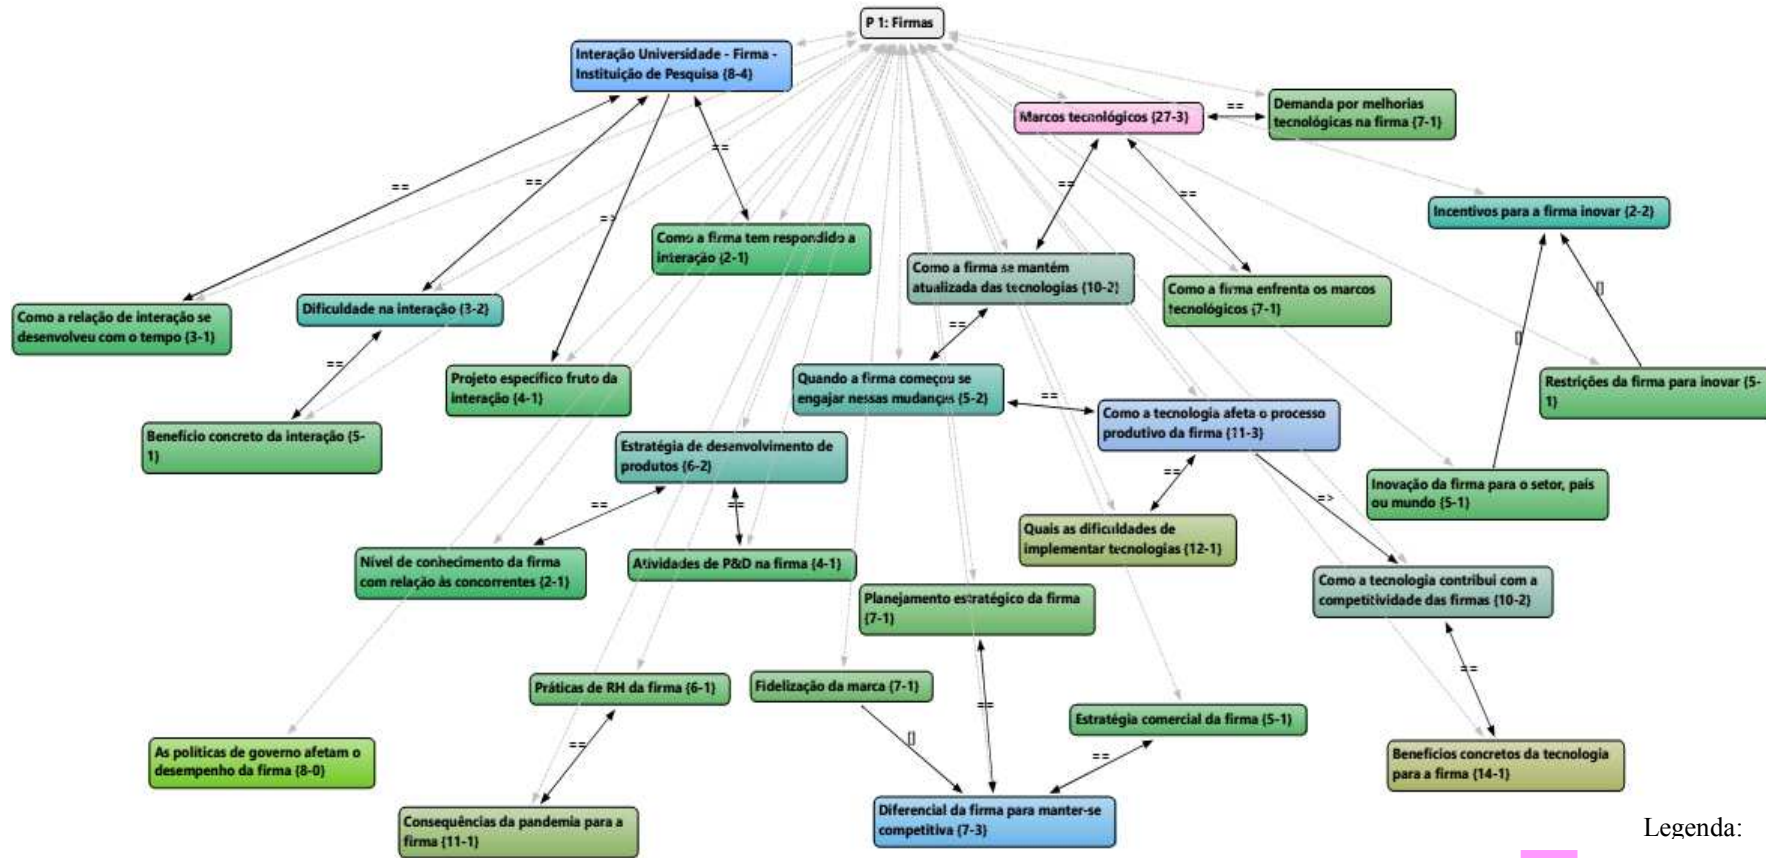 P 1: Firmas
Interação Universidade - Firma -
Instituição de Pesquisa {8-4}
Marcos tecnológicos {27-3}
==
Demanda por melhorias
tecnológicas na firma {7-1}
==
==
==
=>
==
==
Incentivos para a firma inovar {2-2}
Como a firma tem respondido a
interação {2-1}
Como a firma se mantém
atualizada das tecnologias {10-2}
Como a firma enfrenta os marcos
tecnológicos {7-1}
[]
Como a relação de interação se
desenvolveu com o tempo {3-1}
Dificuldade na interação {3-2}
==
==
[]
Projeto específico fruto da
interação {4-1}
Quando a firma começou se
engajar nessas mudanças {5-2}
==
Restrições da firma para inovar {5-
1}
Como a tecnologia afeta o processo
produtivo da firma {11-3}
Benefício concreto da interação {5-
1}
Estratégia de desenvolvimento de
produtos {6-2}
==
=>
Inovação da firma para o setor, país
ou mundo {5-1}
==
==
Quais as dificuldades de
implementar tecnologias {12-1}
Nível de conhecimento da firma
com relação às concorrentes {2-1}
Atividades de P&D na firma {4-1}
Como a tecnologia contribui com a
competitividade das firmas {10-2}
Planejamento estratégico da firma
{7-1}
==
Práticas de RH da firma {6-1}
Fidelização da marca {7-1}
==
Estratégia comercial da firma {5-1}
==
[]
==
As políticas de governo afetam o
desempenho da firma {8-0}
Benefícios concretos da tecnologia
para a firma {14-1}
Consequências da pandemia para a
firma {11-1}
Diferencial da firma para manter-se
competitiva {7-3}
Legenda: